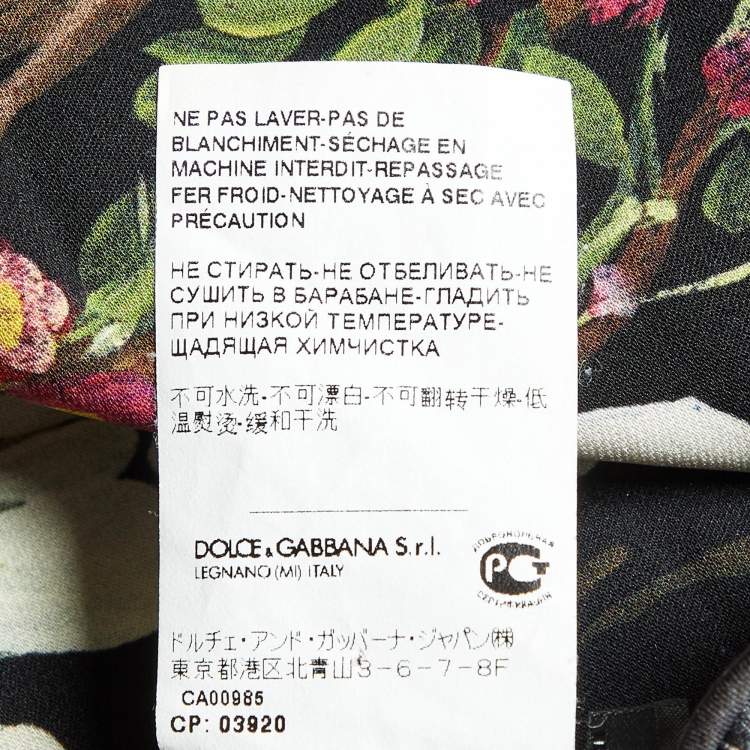 NE PAS LAVER-PAS DE
BLANCHIMENT-SÉCHAGE EN
MACHINE INTERDIT-REPASSAGE
FER FROID-NETTOYAGE À SEC AVEC
PRÉCAUTION
НЕ СТИРАТЬ-НЕ ОТБЕЛИВАТЬ-НЕ
СУШИТЬ В БАРАБАНЕ-ГЛАДИТЬ
ПРИ НИЗКОЙ ТЕМПЕРАТУРЕ-
ЩАДЯЩАЯ ХИМЧИСТКА
不可水洗-不可漂白-不可翻转干燥-低
温熨烫-缓和干洗
DOLCE & GABBANA S.r.l.
LEGNANO (MI) ITALY
ДОБРОВОЛЬНАЯ
РСТ
СЕРТИФИКАЦИЯ
ドルチェ・アンド・ガッバーナ・ジャパン(株)
東京都港区北青山3-6-7-8F
CA00985
CP: 03920